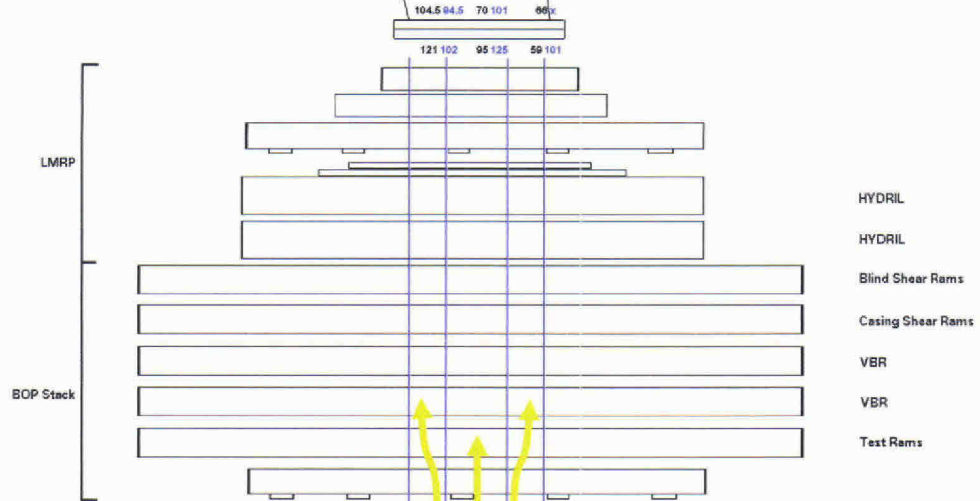 104.5 94.5 70 101 66 x
121 102 95 125 59 101
LMRP
HYDRIL
HYDRIL
Blind Shear Rams
Casing Shear Rams
VBR
BOP Stack
VBR
Test Rams